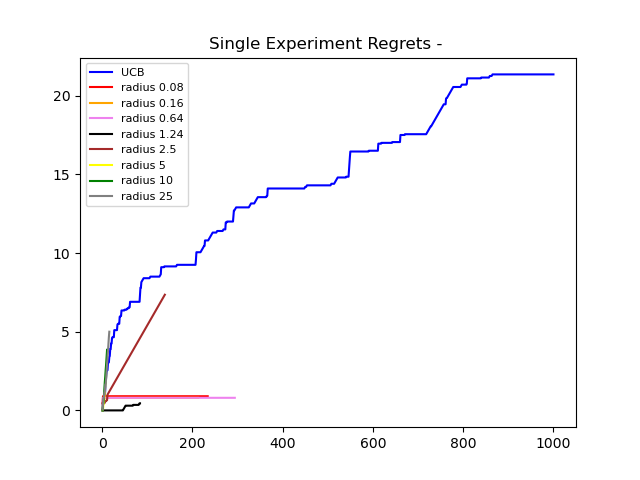 Single Experiment Regrets -
UCB
radius 0.08
radius 0.16
radius 0.64
radius 1.24
radius 2.5
radius 5
radius 10
radius 25
20
15
10
5
0
0 200 400 600 800 1000